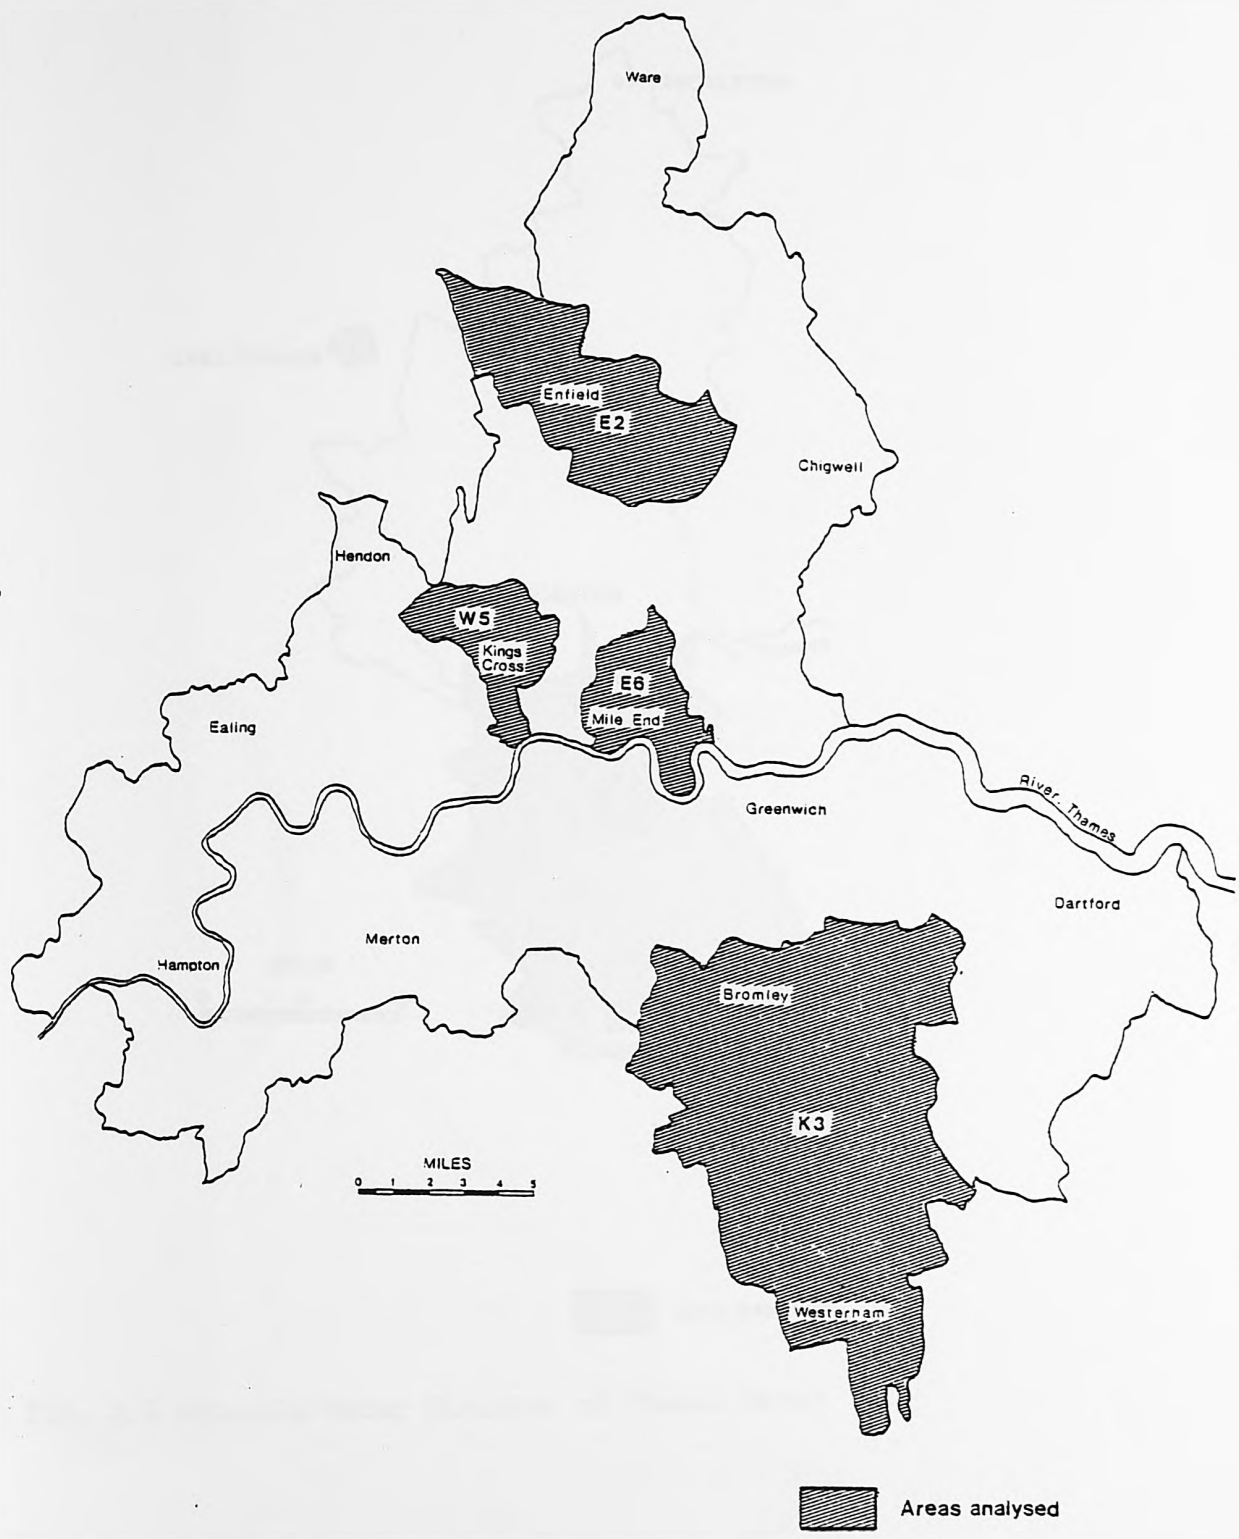 Ware
Enfield
E2
Chigwell
Hendon
W5
Kings
Cross
E6
Mile End
Ealing
Greenwich
River Thames
Dartford
Merton
Hampton
Bromley
K3
MILES
0 1 2 3 4 5
Westerham
Areas analysed